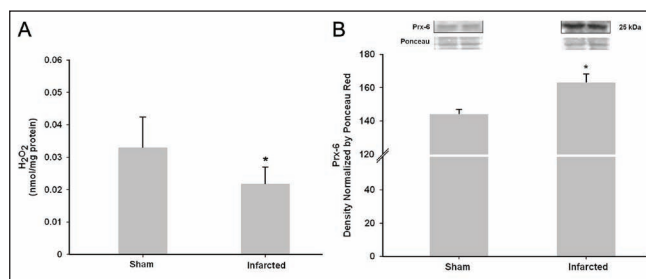 A
0.06
0.05
0.04
0.03
0.02
0.01
0
H₂O₂
(nmol/mg protein)
*
Sham
Infarcted
B
Prx-6
25 kDa
Ponceau
180
160
140
120
60
40
20
0
Prx-6
Density Normalized by Ponceau Red
*
Sham
Infarcted